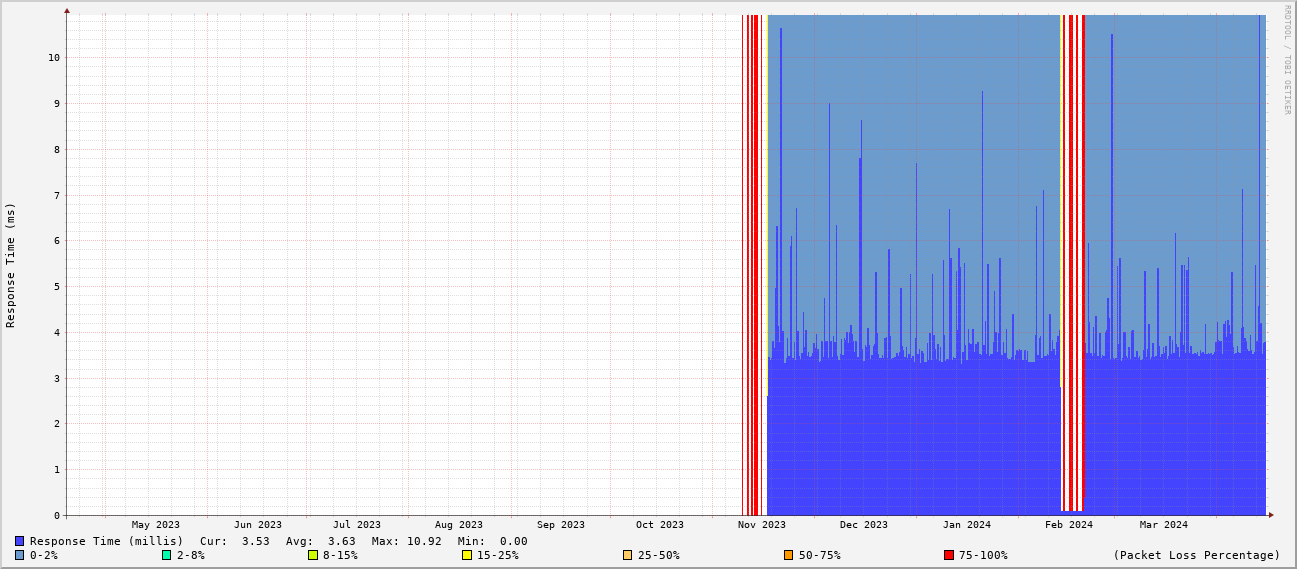 RRDTOOL / TOBI OETIKER
Response Time (ms)
10
9
8
7
6
5
4
3
2
1
0
May 2023 Jun 2023 Jul 2023 Aug 2023 Sep 2023 Oct 2023 Nov 2023 Dec 2023 Jan 2024 Feb 2024 Mar 2024
Response Time (millis) Cur: 3.53 Avg: 3.63 Max: 10.92 Min: 0.00
0-2% 2-8% 8-15% 15-25% 25-50% 50-75% 75-100% (Packet Loss Percentage)